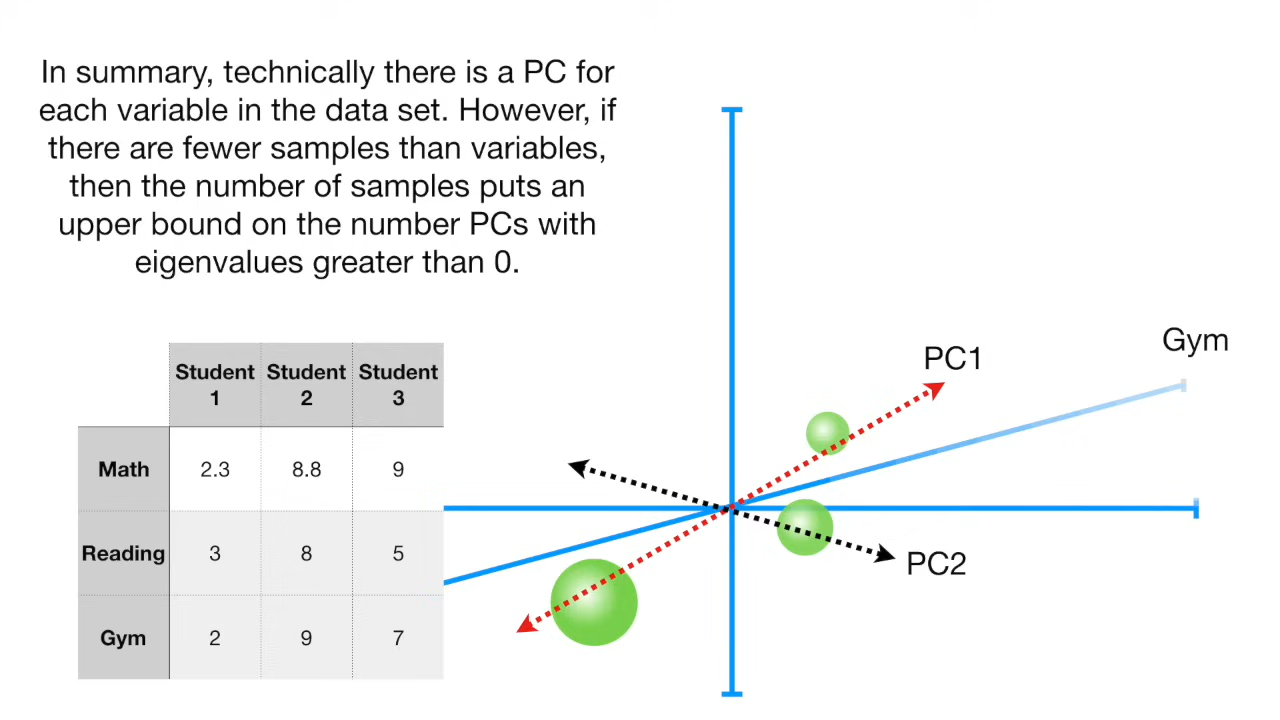 In summary, technically there is a PC for
each variable in the data set. However, if
there are fewer samples than variables,
then the number of samples puts an
upper bound on the number PCs with
eigenvalues greater than 0.
Student 1 Student 2 Student 3
Math 2.3 8.8 9
Reading 3 8 5
Gym 2 9 7
Gym
PC1
PC2